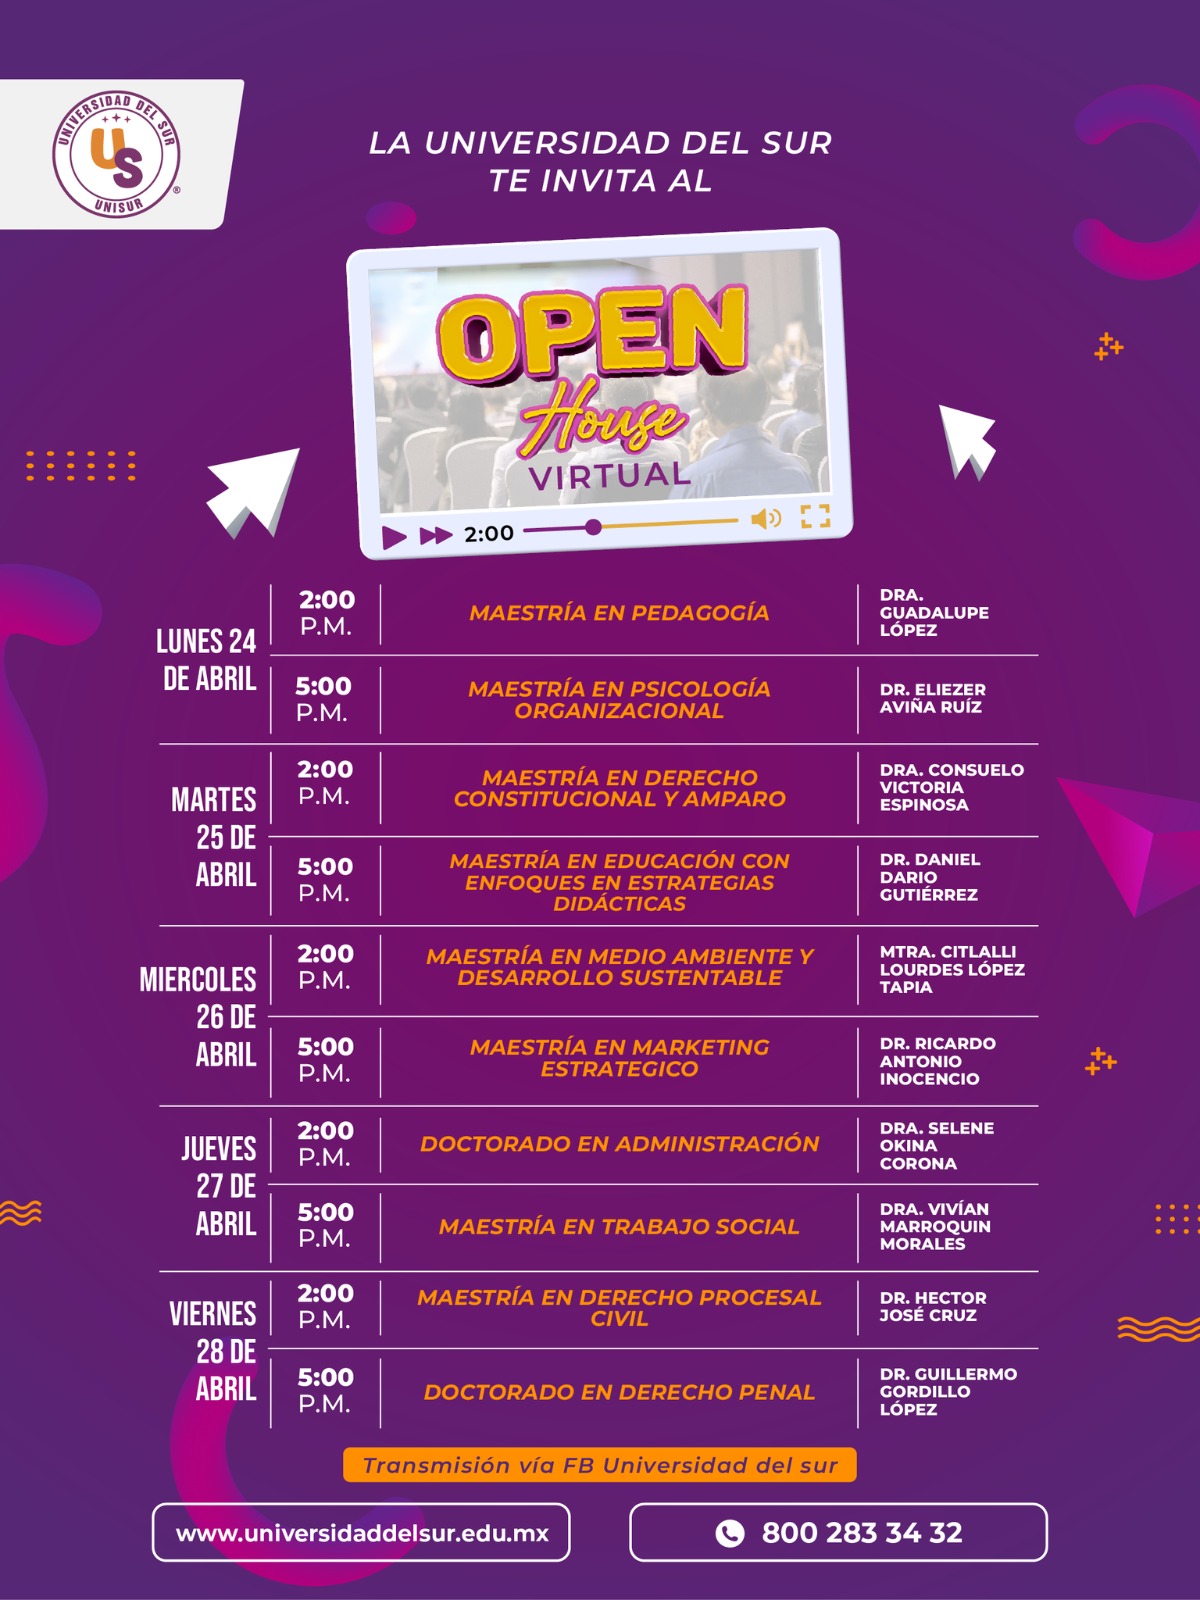 UNIVERSIDAD DEL SUR
US
UNISUR
®
LA UNIVERSIDAD DEL SUR
TE INVITA AL
OPEN
House
VIRTUAL
2:00
LUNES 24
DE ABRIL
2:00
P.M.
MAESTRÍA EN PEDAGOGÍA
DRA.
GUADALUPE
LÓPEZ
5:00
P.M.
MAESTRÍA EN PSICOLOGÍA
ORGANIZACIONAL
DR. ELIEZER
AVIÑA RUÍZ
MARTES
25 DE
ABRIL
2:00
P.M.
MAESTRÍA EN DERECHO
CONSTITUCIONAL Y AMPARO
DRA. CONSUELO
VICTORIA
ESPINOSA
5:00
P.M.
MAESTRÍA EN EDUCACIÓN CON
ENFOQUES EN ESTRATEGIAS
DIDÁCTICAS
DR. DANIEL
DARIO
GUTIÉRREZ
MIERCOLES
26 DE
ABRIL
2:00
P.M.
MAESTRÍA EN MEDIO AMBIENTE Y
DESARROLLO SUSTENTABLE
MTRA. CITLALLI
LOURDES LÓPEZ
TAPIA
5:00
P.M.
MAESTRÍA EN MARKETING
ESTRATEGICO
DR. RICARDO
ANTONIO
INOCENCIO
JUEVES
27 DE
ABRIL
2:00
P.M.
DOCTORADO EN ADMINISTRACIÓN
DRA. SELENE
OKINA
CORONA
5:00
P.M.
MAESTRÍA EN TRABAJO SOCIAL
DRA. VIVÍAN
MARROQUIN
MORALES
VIERNES
28 DE
ABRIL
2:00
P.M.
MAESTRÍA EN DERECHO PROCESAL
CIVIL
DR. HECTOR
JOSÉ CRUZ
5:00
P.M.
DOCTORADO EN DERECHO PENAL
DR. GUILLERMO
GORDILLO
LÓPEZ
Transmisión vía FB Universidad del sur
www.universidaddelsur.edu.mx
800 283 34 32